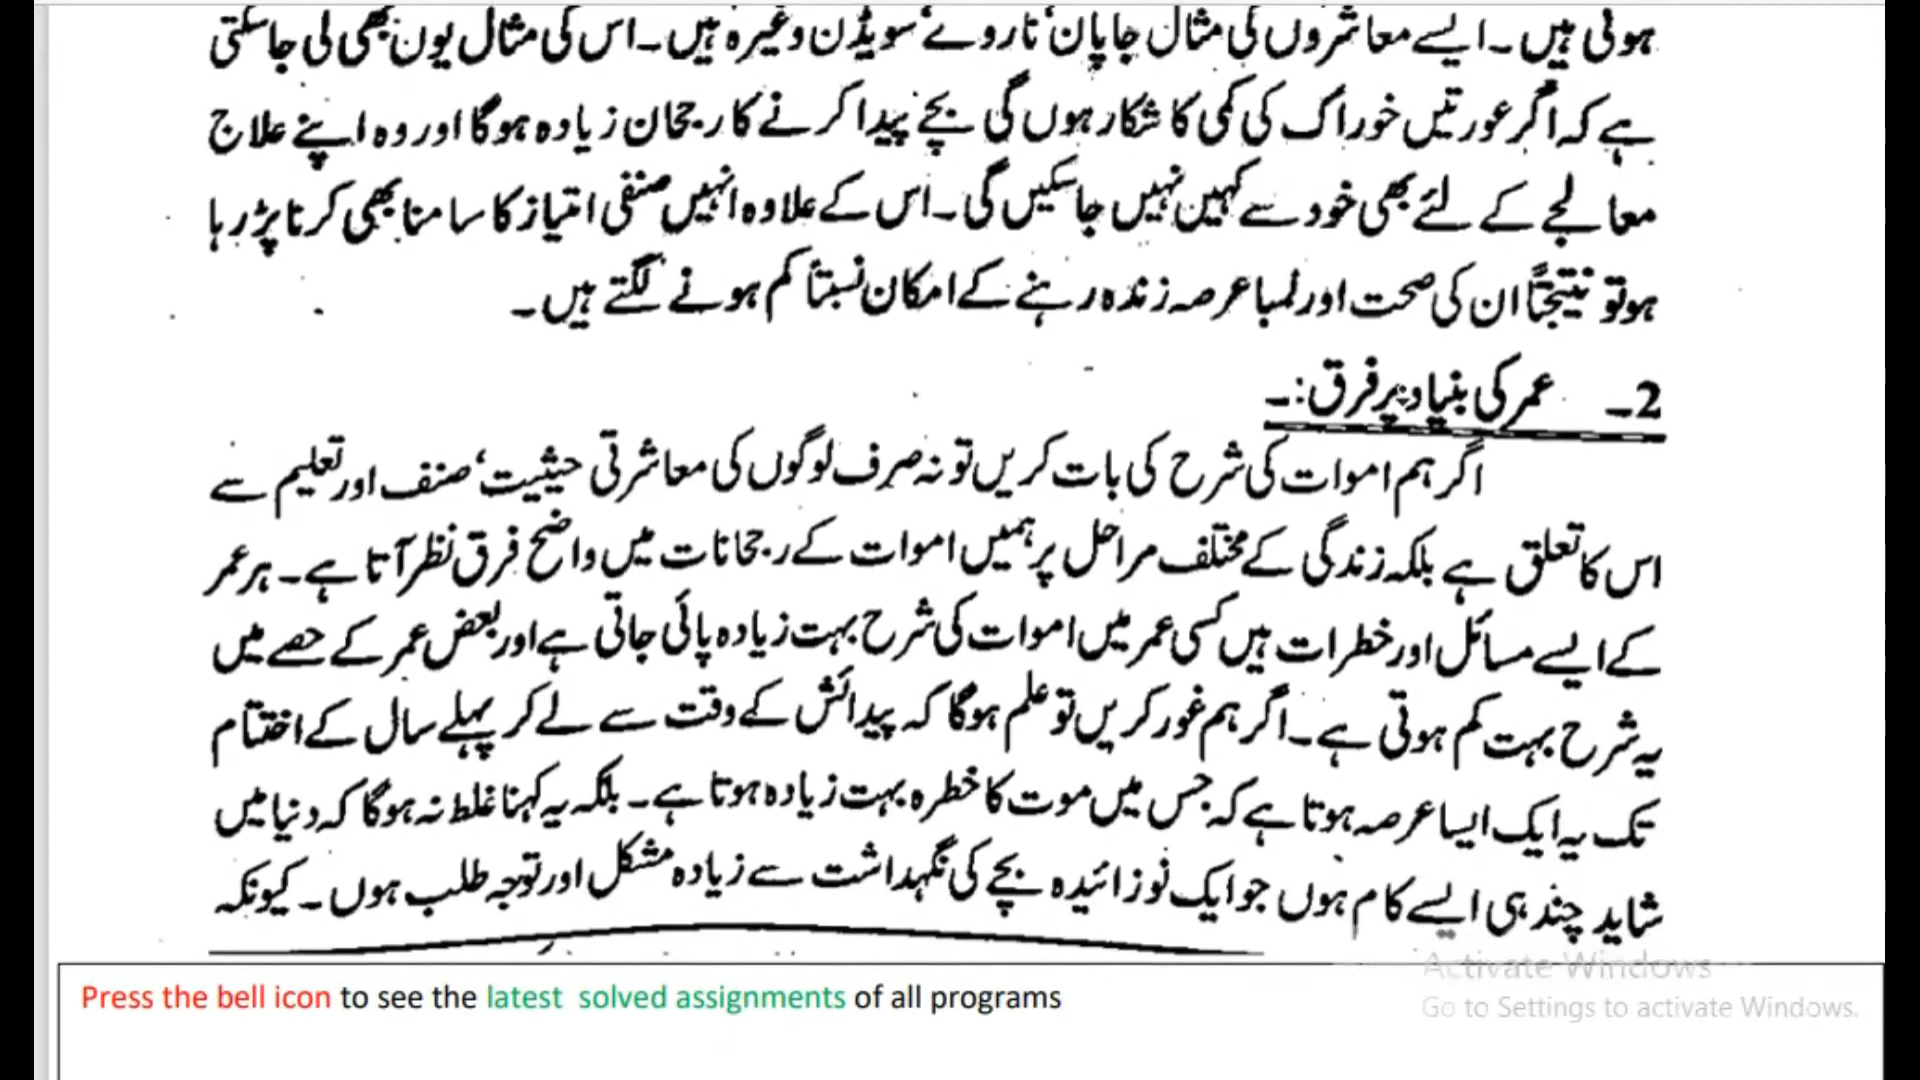 ہوتی ہیں۔ ایسے معاشروں کی مثال جاپان‘ ناروے‘ سویڈن وغیرہ ہیں۔ اس کی مثال یوں بھی لی جاسکتی
ہے کہ اگر عورتیں خوراک کی کمی کا شکار ہوں گی بچے پیدا کرنے کا رجحان زیادہ ہوگا اور وہ اپنے علاج
معالجے کے لئے بھی خود سے کہیں نہیں جاسکیں گی۔ اس کے علاوہ انہیں صنفی امتیاز کا سامنا بھی کرنا پڑ رہا
ہو تو نتیجتاً ان کی صحت اور لمبا عرصہ زندہ رہنے کے امکان نسبتاً کم ہونے لگتے ہیں۔
2۔ عمر کی بنیاد پر فرق:۔
اگر ہم اموات کی شرح کی بات کریں تو نہ صرف لوگوں کی معاشرتی حیثیت‘ صنف اور تعلیم سے
اس کا تعلق ہے بلکہ زندگی کے مختلف مراحل پر ہمیں اموات کے رجحانات میں واضح فرق نظر آتا ہے۔ ہر عمر
کے ایسے مسائل اور خطرات ہیں کسی عمر میں اموات کی شرح بہت زیادہ پائی جاتی ہے اور بعض عمر کے حصے میں
یہ شرح بہت کم ہوتی ہے۔ اگر ہم غور کریں تو علم ہوگا کہ پیدائش کے وقت سے لے کر پہلے سال کے اختتام
تک یہ ایک ایسا عرصہ ہوتا ہے کہ جس میں موت کا خطرہ بہت زیادہ ہوتا ہے۔ بلکہ یہ کہنا غلط نہ ہوگا کہ دنیا میں
شاید چند ہی ایسے کام ہوں جو ایک نوزائیدہ بچے کی نگہداشت سے زیادہ مشکل اور توجہ طلب ہوں۔ کیونکہ
Press the bell icon to see the latest solved assignments of all programs
Activate Windows
Go to Settings to activate Windows.